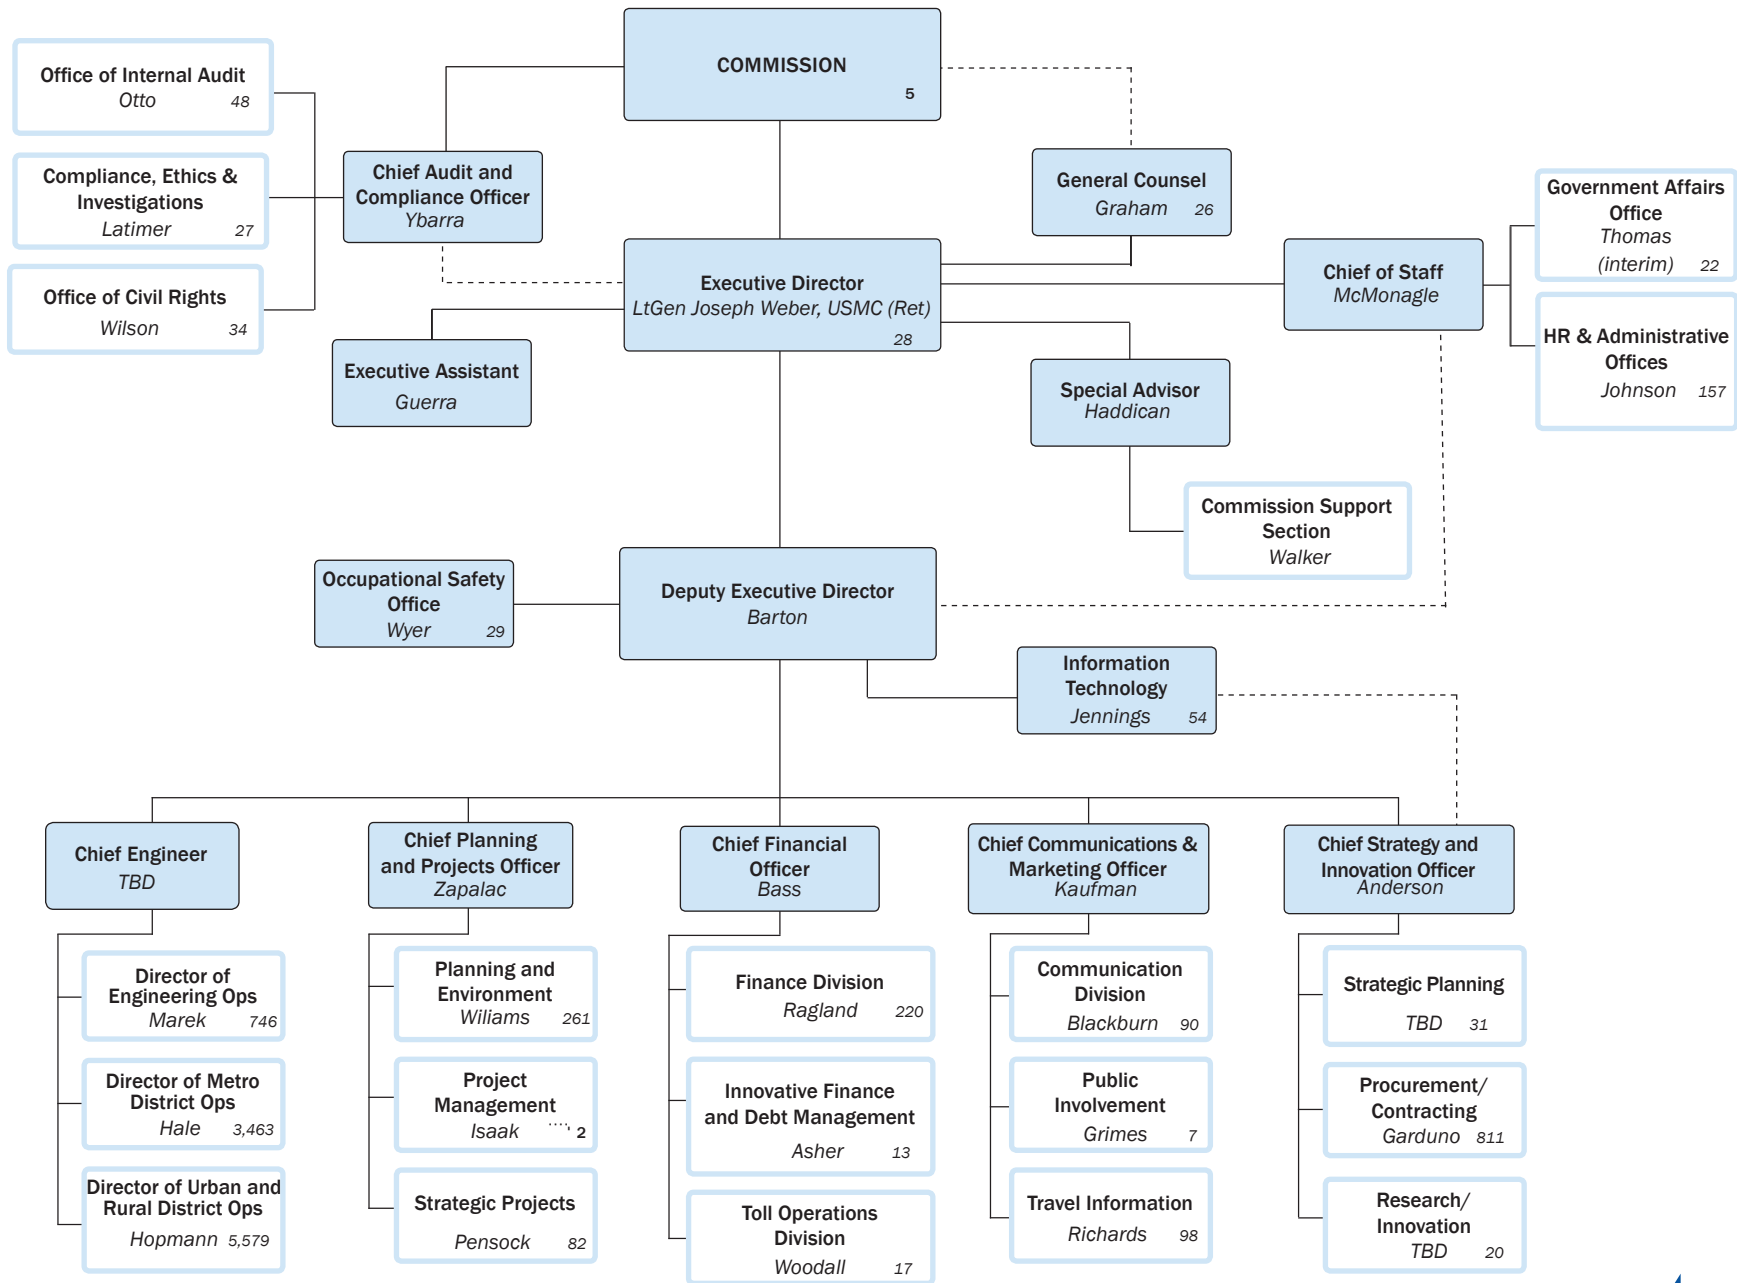 COMMISSION
5
Office of Internal Audit
Otto 48
Compliance, Ethics &
Investigations
Latimer 27
Office of Civil Rights
Wilson 34
Chief Audit and
Compliance Officer
Ybarra
General Counsel
Graham 26
Executive Director
LtGen Joseph Weber, USMC (Ret)
28
Chief of Staff
McMonagle
Government Affairs
Office
Thomas
(interim) 22
HR & Administrative
Offices
Johnson 157
Executive Assistant
Guerra
Special Advisor
Haddican
Commission Support
Section
Walker
Occupational Safety
Office
Wyer 29
Deputy Executive Director
Barton
Information
Technology
Jennings 54
Chief Engineer
TBD
Director of
Engineering Ops
Marek 746
Director of Metro
District Ops
Hale 3,463
Director of Urban and
Rural District Ops
Hopmann 5,579
Chief Planning
and Projects Officer
Zapalac
Planning and
Environment
Wiliams 261
Project
Management
Isaak 2
Strategic Projects
Pensock 82
Chief Financial
Officer
Bass
Finance Division
Ragland 220
Innovative Finance
and Debt Management
Asher 13
Toll Operations
Division
Woodall 17
Chief Communications &
Marketing Officer
Kaufman
Communication
Division
Blackburn 90
Public
Involvement
Grimes 7
Travel Information
Richards 98
Chief Strategy and
Innovation Officer
Anderson
Strategic Planning
TBD 31
Procurement/
Contracting
Garduno 811
Research/
Innovation
TBD 20